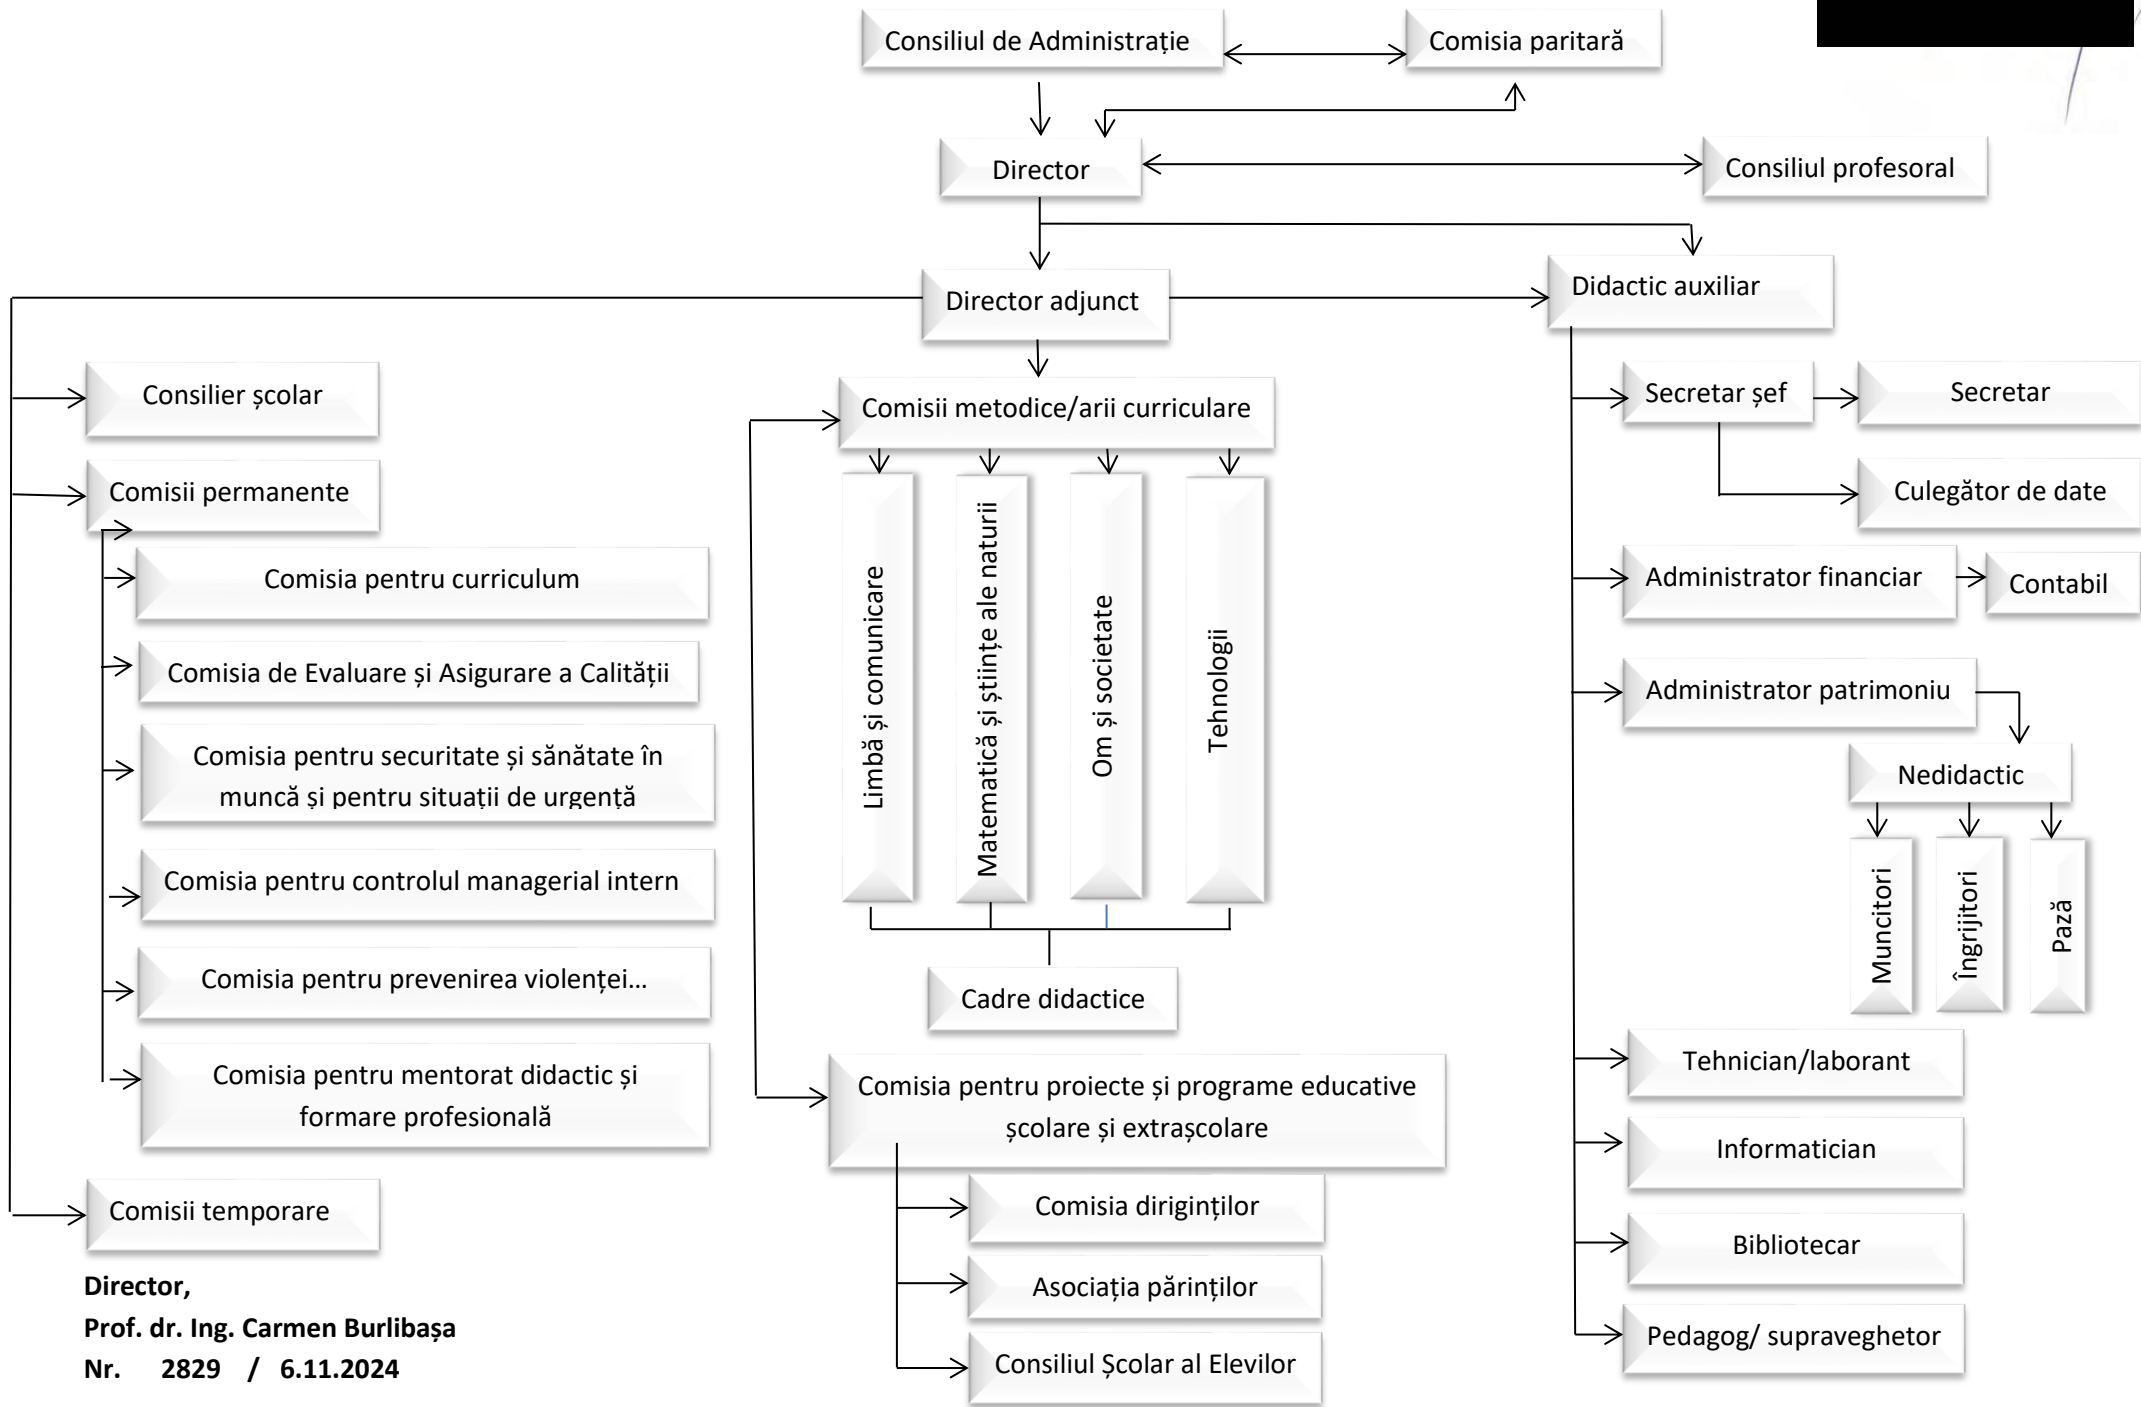 Consiliul de Administrație
Comisia paritară
Director
Consiliul profesoral
Director adjunct
Didactic auxiliar
Consilier școlar
Comisii permanente
Comisia pentru curriculum
Comisia de Evaluare și Asigurare a Calității
Comisia pentru securitate și sănătate în
muncă și pentru situații de urgență
Comisia pentru controlul managerial intern
Comisia pentru prevenirea violenței...
Comisia pentru mentorat didactic și
formare profesională
Comisii temporare
Comisii metodice/arii curriculare
Limbă și comunicare
Matematică și științe ale naturii
Om și societate
Tehnologii
Cadre didactice
Comisia pentru proiecte și programe educative
școlare și extrașcolare
Comisia diriginților
Asociația părinților
Consiliul Școlar al Elevilor
Secretar șef
Secretar
Culegător de date
Administrator financiar
Contabil
Administrator patrimoniu
Nedidactic
Muncitori
Îngrijitori
Pază
Tehnician/laborant
Informatician
Bibliotecar
Pedagog/ supraveghetor
Director,
Prof. dr. Ing. Carmen Burlibașa
Nr. 2829 / 6.11.2024